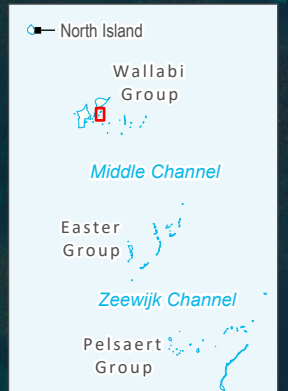 North Island
Wallabi
Group
Middle Channel
Easter
Group
Zeewijk Channel
Pelsaert
Group